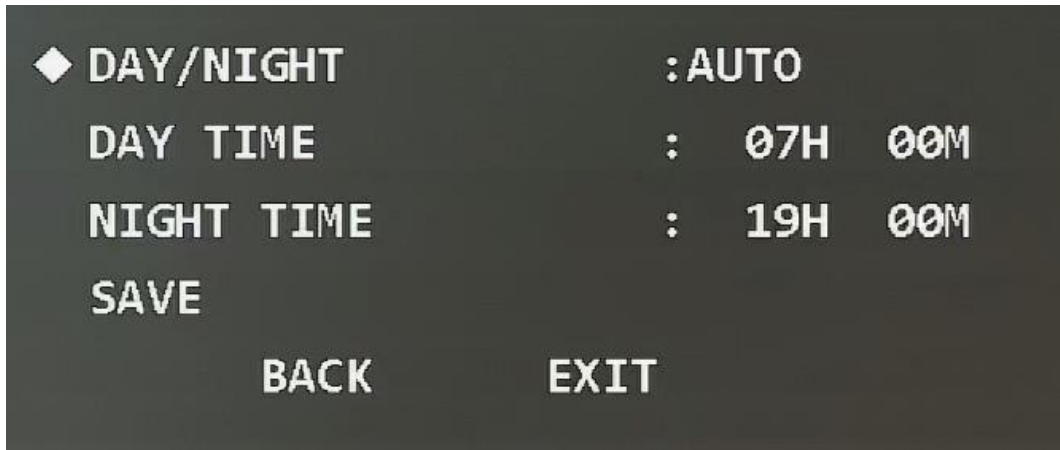 ◆ DAY/NIGHT :AUTO
DAY TIME : 07H 00M
NIGHT TIME : 19H 00M
SAVE
BACK EXIT